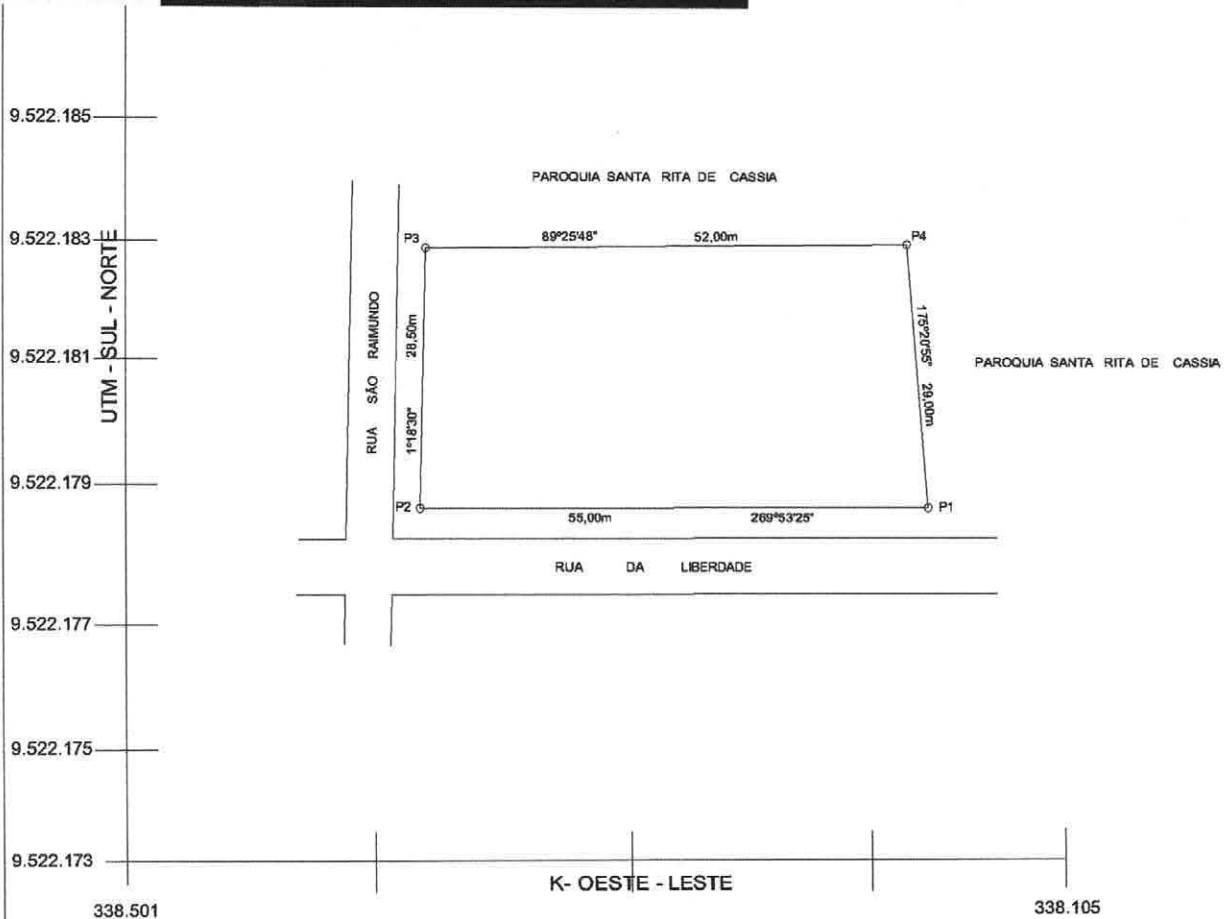 9.522.185
PAROQUIA SANTA RITA DE CASSIA
9.522.183
P3
89°25'48"
52,00m
P4
UTM - SUL - NORTE
RUA SÃO RAIMUNDO
1°18'30"
28,50m
175°20'55"
29,00m
9.522.181
PAROQUIA SANTA RITA DE CASSIA
9.522.179
P2
55,00m
269°53'25"
P1
RUA DA LIBERDADE
9.522.177
9.522.175
9.522.173
K- OESTE - LESTE
338.501
338.105